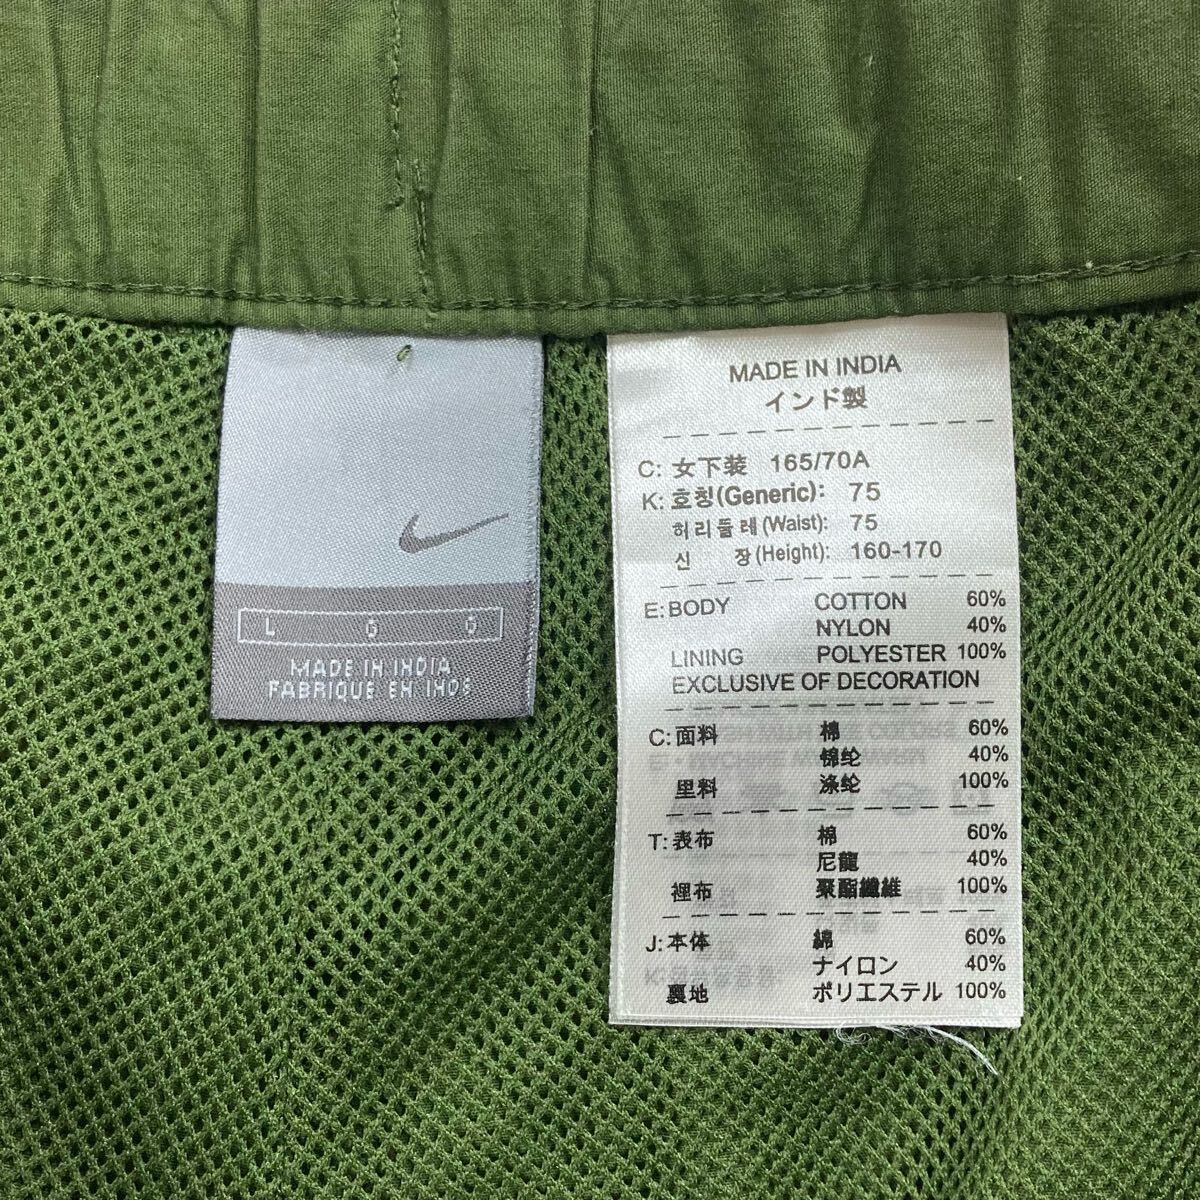 L G G
MADE IN INDIA
FABRIQUE EN INDE
MADE IN INDIA
インド製
C: 女下装 165/70A
K: 호칭(Generic): 75
허리둘레(Waist): 75
신 장(Height): 160-170
E: BODY COTTON 60%
NYLON 40%
LINING POLYESTER 100%
EXCLUSIVE OF DECORATION
C: 面料 棉 60%
锦纶 40%
里料 涤纶 100%
T: 表布 棉 60%
尼龍 40%
裡布 聚酯纖維 100%
J: 本体 綿 60%
ナイロン 40%
裏地 ポリエステル 100%